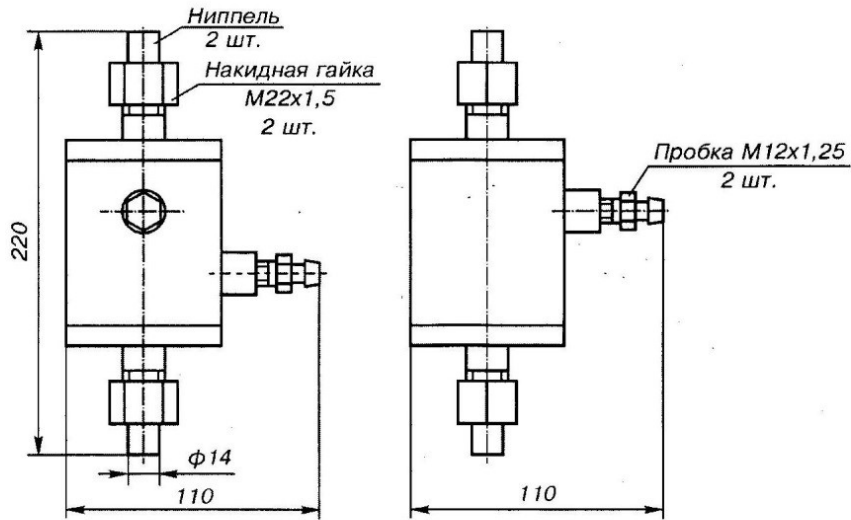 Ниппель
2 шт.
Накидная гайка
М22х1,5
2 шт.
Пробка М12х1,25
2 шт.
220
ф14
110
110